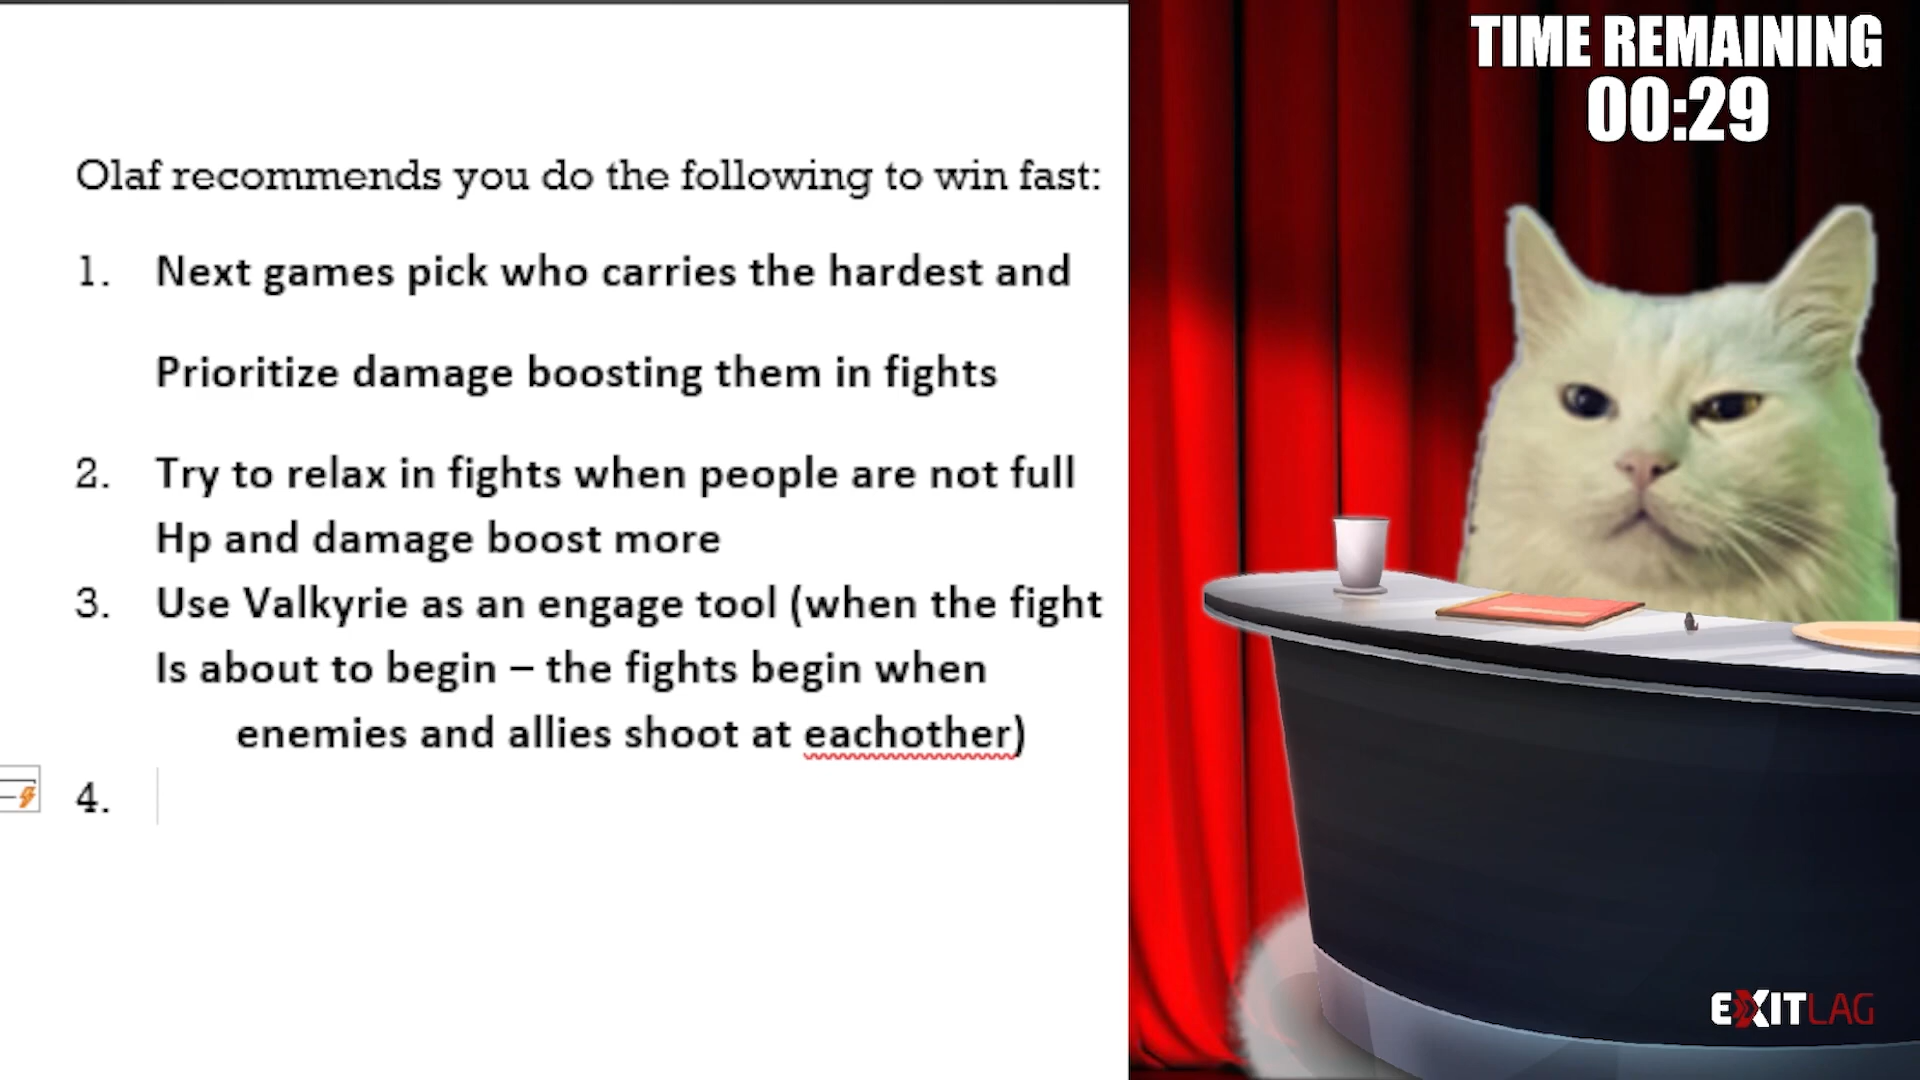 TIME REMAINING
00:29
Olaf recommends you do the following to win fast:
1. Next games pick who carries the hardest and
Prioritize damage boosting them in fights
2. Try to relax in fights when people are not full
Hp and damage boost more
3. Use Valkyrie as an engage tool (when the fight
Is about to begin – the fights begin when
enemies and allies shoot at eachother)
4.
EXITLAG